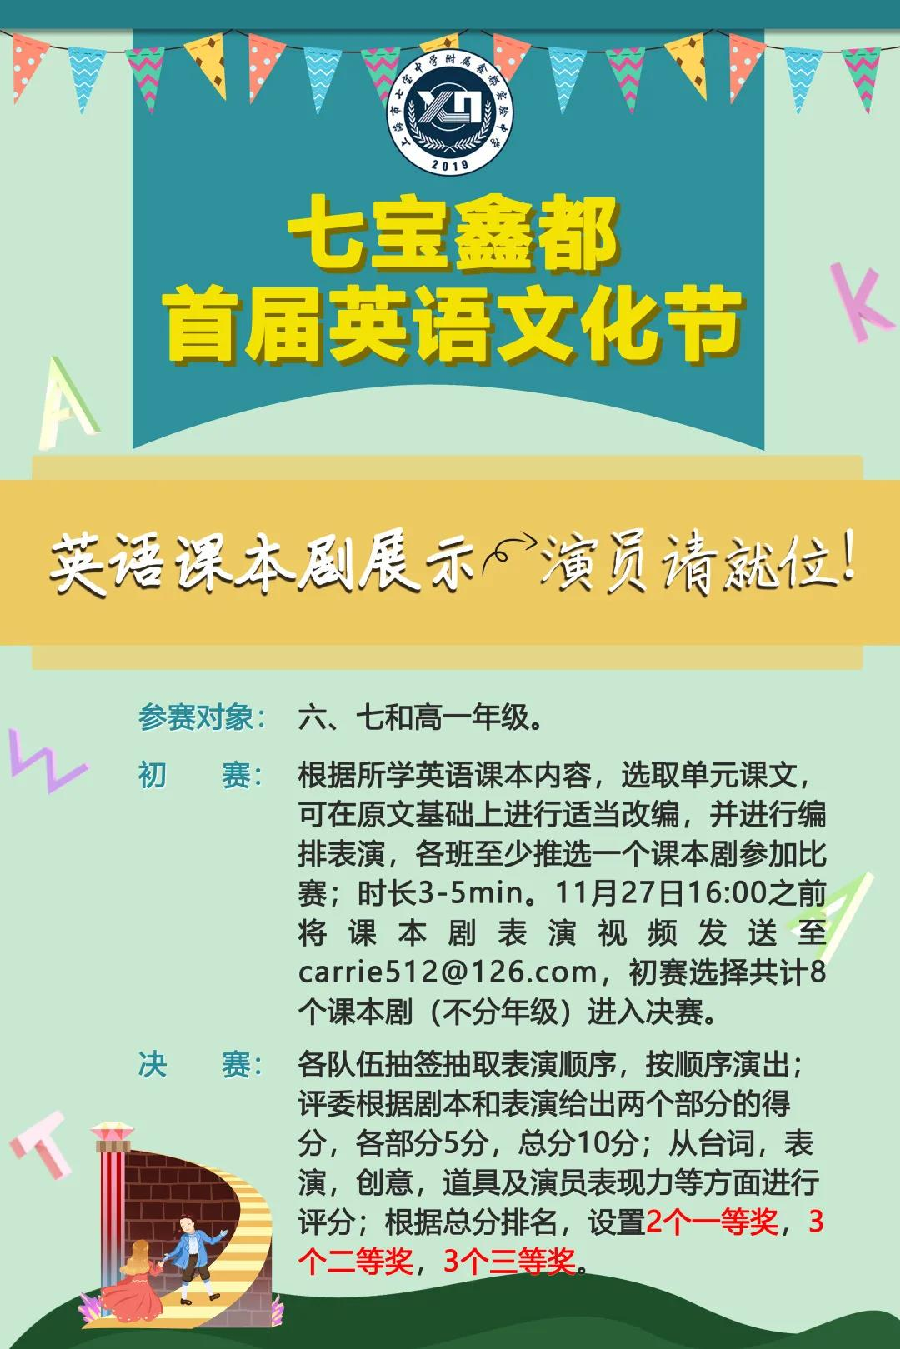 上海市七宝中学附属鑫都实验中学
2019
七宝鑫都
首届英语文化节
英语课本剧展示 演员请就位!
参赛对象： 六、七和高一年级。
初 赛： 根据所学英语课本内容，选取单元课文，
可在原文基础上进行适当改编，并进行编
排表演，各班至少推选一个课本剧参加比
赛；时长3-5min。11月27日16:00之前
将课本剧表演视频发送至
carrie512@126.com，初赛选择共计8
个课本剧（不分年级）进入决赛。
决 赛： 各队伍抽签抽取表演顺序，按顺序演出；
评委根据剧本和表演给出两个部分的得
分，各部分5分，总分10分；从台词，表
演，创意，道具及演员表现力等方面进行
评分；根据总分排名，设置2个一等奖，3
个二等奖，3个三等奖。
A
K
W
A
T